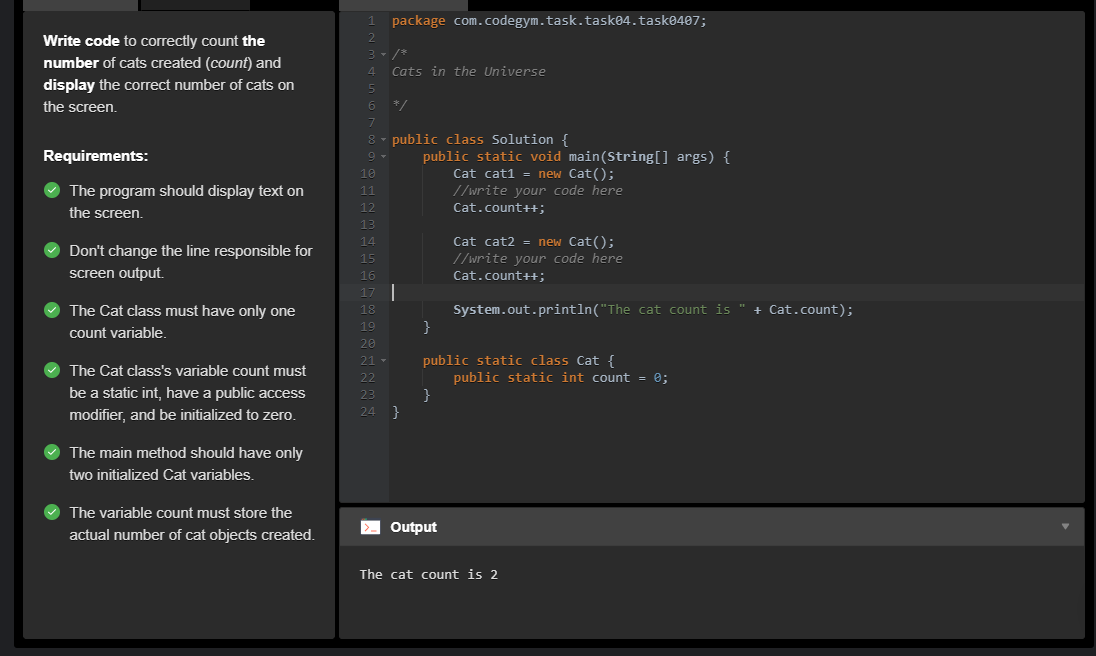 Write code to correctly count the
number of cats created (count) and
display the correct number of cats on
the screen.
Requirements:
The program should display text on
the screen.
Don't change the line responsible for
screen output.
The Cat class must have only one
count variable.
The Cat class's variable count must
be a static int, have a public access
modifier, and be initialized to zero.
The main method should have only
two initialized Cat variables.
The variable count must store the
actual number of cat objects created.
1 package com.codegym.task.task04.task0407;
2
3 /*
4 Cats in the Universe
5
6 */
7
8 public class Solution {
9 public static void main(String[] args) {
10 Cat cat1 = new Cat();
11 //write your code here
12 Cat.count++;
13
14 Cat cat2 = new Cat();
15 //write your code here
16 Cat.count++;
17
18 System.out.println("The cat count is " + Cat.count);
19 }
20
21 public static class Cat {
22 public static int count = 0;
23 }
24 }
>_ Output
The cat count is 2